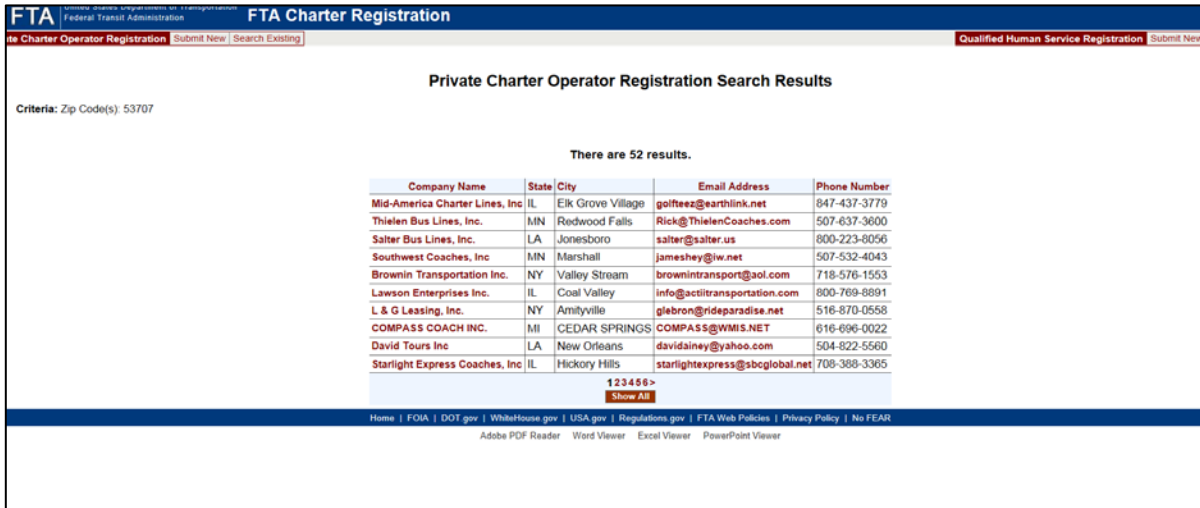 FTA United States Department of Transportation Federal Transit Administration FTA Charter Registration
te Charter Operator Registration Submit New Search Existing Qualified Human Service Registration Submit New
Private Charter Operator Registration Search Results
Criteria: Zip Code(s): 53707
There are 52 results.
Company Name State City Email Address Phone Number
Mid-America Charter Lines, Inc IL Elk Grove Village golfteez@earthlink.net 847-437-3779
Thielen Bus Lines, Inc. MN Redwood Falls Rick@ThielenCoaches.com 507-637-3600
Salter Bus Lines, Inc. LA Jonesboro salter@salter.us 800-223-8056
Southwest Coaches, Inc MN Marshall jameshey@iw.net 507-532-4043
Brownin Transportation Inc. NY Valley Stream brownintransport@aol.com 718-576-1553
Lawson Enterprises Inc. IL Coal Valley info@actiitransportation.com 800-769-8891
L & G Leasing, Inc. NY Amityville glebron@rideparadise.net 516-870-0558
COMPASS COACH INC. MI CEDAR SPRINGS COMPASS@WMIS.NET 616-696-0022
David Tours Inc LA New Orleans davidainey@yahoo.com 504-822-5560
Starlight Express Coaches, Inc IL Hickory Hills starlightexpress@sbcglobal.net 708-388-3365
123456>
Show All
Home | FOIA | DOT.gov | WhiteHouse.gov | USA.gov | Regulations.gov | FTA Web Policies | Privacy Policy | No FEAR
Adobe PDF Reader Word Viewer Excel Viewer PowerPoint Viewer